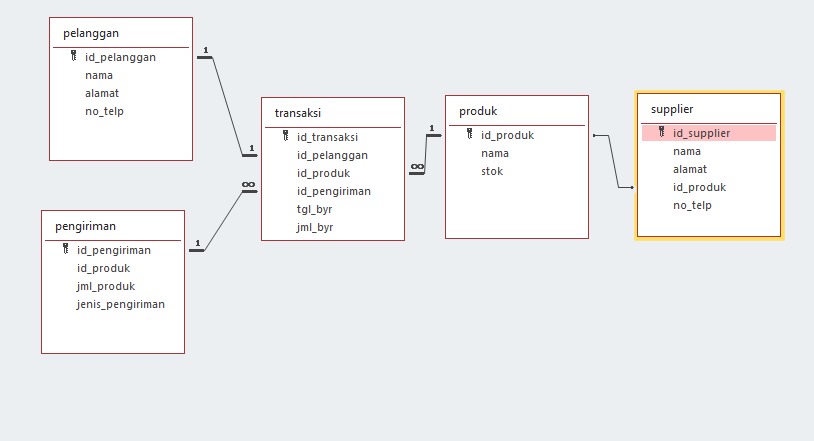 pelanggan
id_pelanggan
nama
alamat
no_telp
1
1
transaksi
id_transaksi
id_pelanggan
id_produk
id_pengiriman
tgl_byr
jml_byr
∞
1
pengiriman
id_pengiriman
id_produk
jml_produk
jenis_pengiriman
1
∞
produk
id_produk
nama
stok
supplier
id_supplier
nama
alamat
id_produk
no_telp